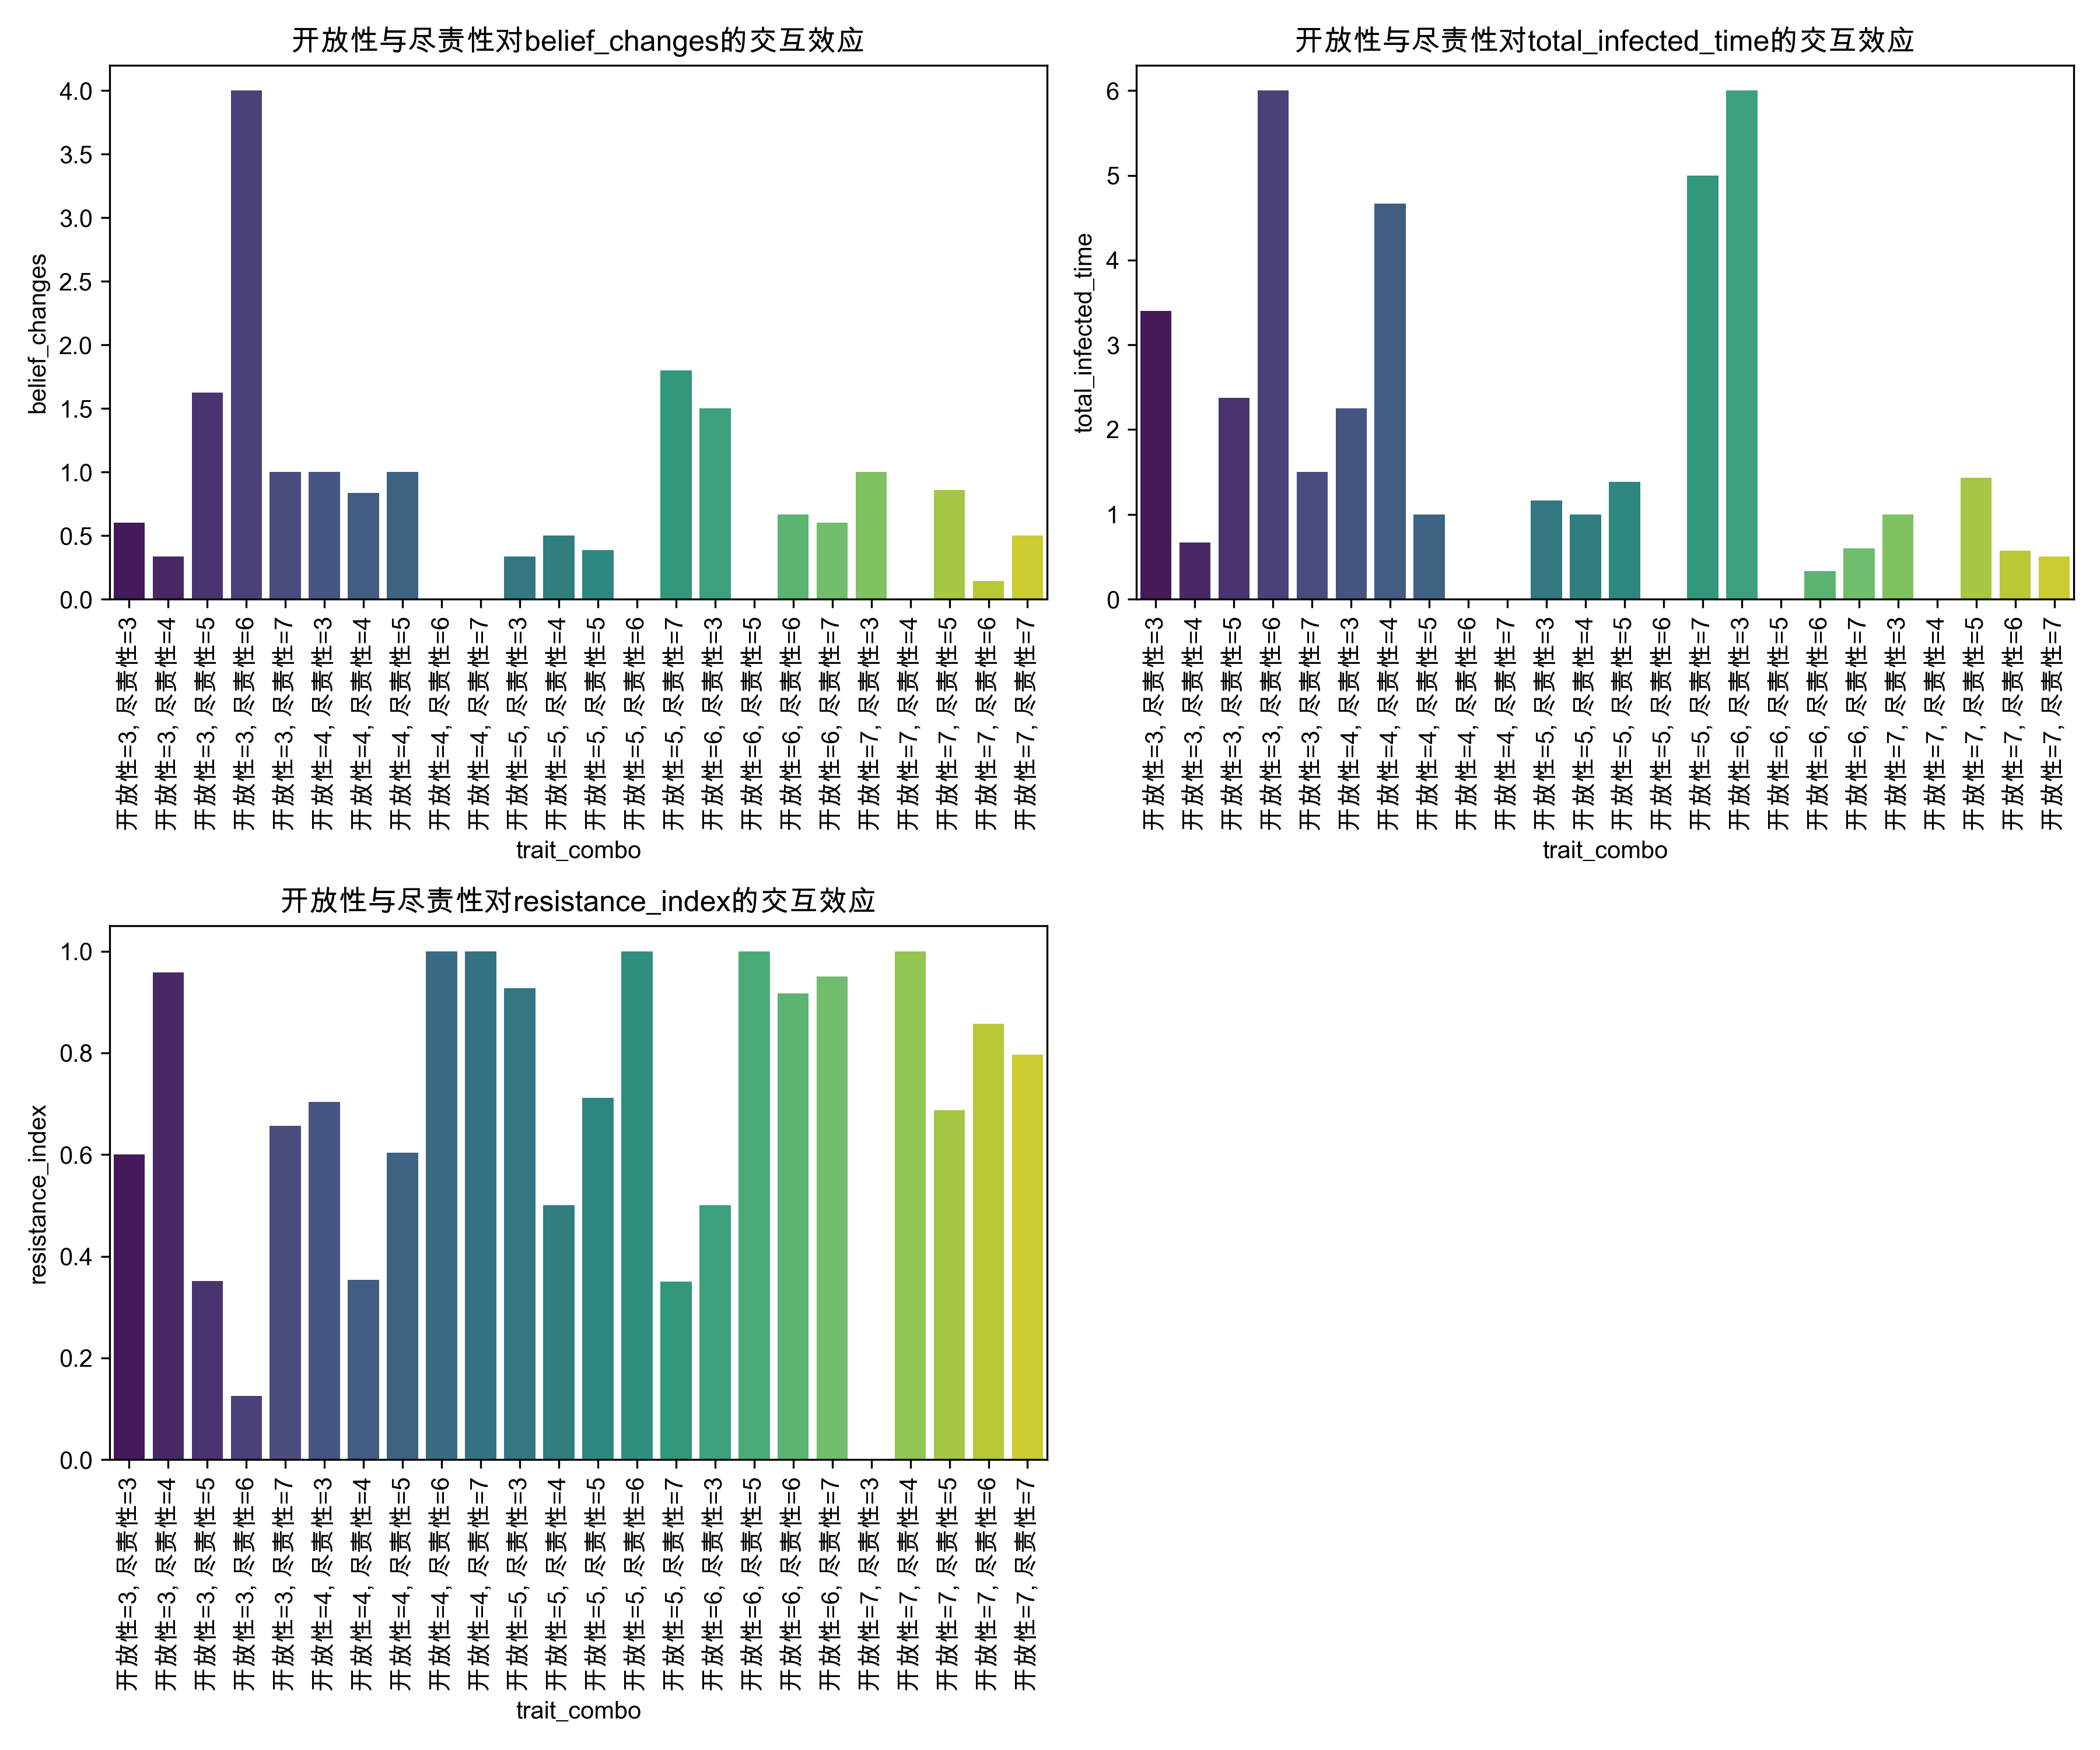 开放性与尽责性对belief_changes的交互效应
4.0
3.5
3.0
2.5
2.0
1.5
1.0
0.5
0.0
belief_changes
开放性=3, 尽责性=3
开放性=3, 尽责性=4
开放性=3, 尽责性=5
开放性=3, 尽责性=6
开放性=3, 尽责性=7
开放性=4, 尽责性=3
开放性=4, 尽责性=4
开放性=4, 尽责性=5
开放性=4, 尽责性=6
开放性=4, 尽责性=7
开放性=5, 尽责性=3
开放性=5, 尽责性=4
开放性=5, 尽责性=5
开放性=5, 尽责性=6
开放性=5, 尽责性=7
开放性=6, 尽责性=3
开放性=6, 尽责性=5
开放性=6, 尽责性=6
开放性=6, 尽责性=7
开放性=7, 尽责性=3
开放性=7, 尽责性=4
开放性=7, 尽责性=5
开放性=7, 尽责性=6
开放性=7, 尽责性=7
trait_combo
开放性与尽责性对total_infected_time的交互效应
6
5
4
3
2
1
0
total_infected_time
开放性=3, 尽责性=3
开放性=3, 尽责性=4
开放性=3, 尽责性=5
开放性=3, 尽责性=6
开放性=3, 尽责性=7
开放性=4, 尽责性=3
开放性=4, 尽责性=4
开放性=4, 尽责性=5
开放性=4, 尽责性=6
开放性=4, 尽责性=7
开放性=5, 尽责性=3
开放性=5, 尽责性=4
开放性=5, 尽责性=5
开放性=5, 尽责性=6
开放性=5, 尽责性=7
开放性=6, 尽责性=3
开放性=6, 尽责性=5
开放性=6, 尽责性=6
开放性=6, 尽责性=7
开放性=7, 尽责性=3
开放性=7, 尽责性=4
开放性=7, 尽责性=5
开放性=7, 尽责性=6
开放性=7, 尽责性=7
trait_combo
开放性与尽责性对resistance_index的交互效应
1.0
0.8
0.6
0.4
0.2
0.0
resistance_index
开放性=3, 尽责性=3
开放性=3, 尽责性=4
开放性=3, 尽责性=5
开放性=3, 尽责性=6
开放性=3, 尽责性=7
开放性=4, 尽责性=3
开放性=4, 尽责性=4
开放性=4, 尽责性=5
开放性=4, 尽责性=6
开放性=4, 尽责性=7
开放性=5, 尽责性=3
开放性=5, 尽责性=4
开放性=5, 尽责性=5
开放性=5, 尽责性=6
开放性=5, 尽责性=7
开放性=6, 尽责性=3
开放性=6, 尽责性=5
开放性=6, 尽责性=6
开放性=6, 尽责性=7
开放性=7, 尽责性=3
开放性=7, 尽责性=4
开放性=7, 尽责性=5
开放性=7, 尽责性=6
开放性=7, 尽责性=7
trait_combo